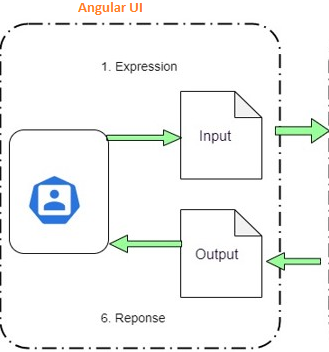 Angular UI
1. Expression
Input
Output
6. Reponse